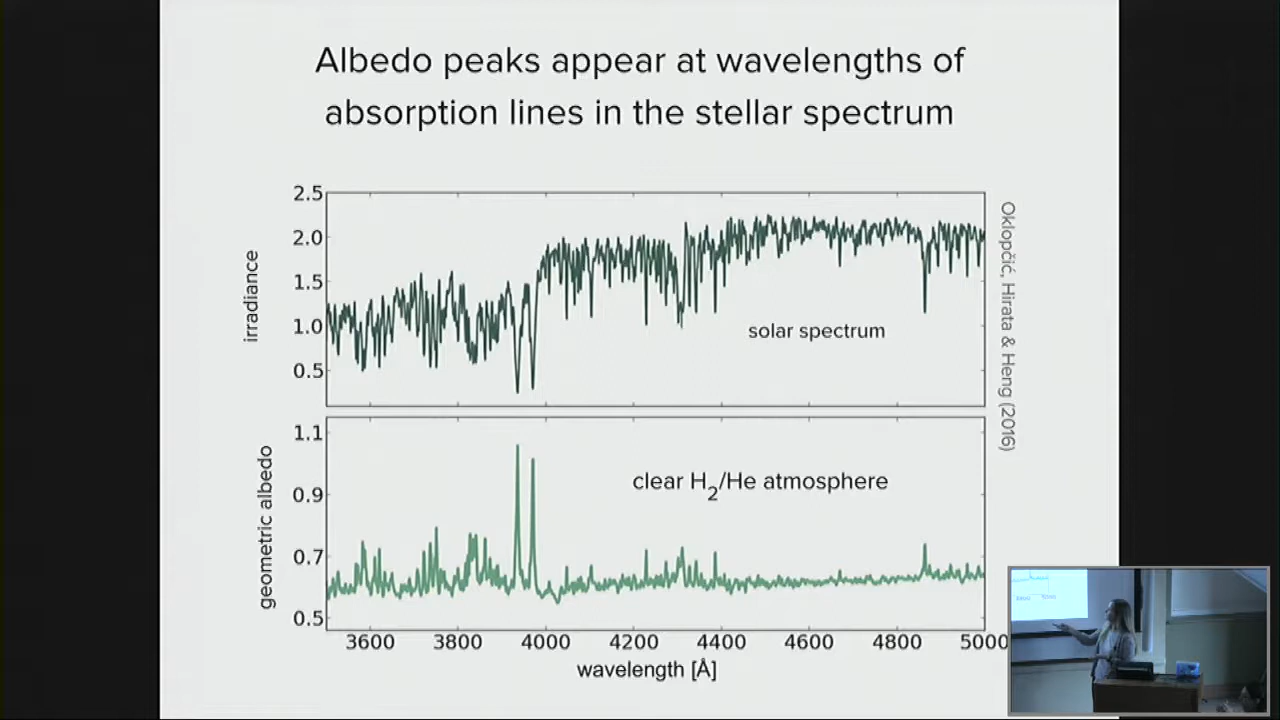 Albedo peaks appear at wavelengths of
absorption lines in the stellar spectrum
2.5
2.0
1.5
1.0
0.5
irradiance
solar spectrum
Oklopčić, Hirata & Heng (2016)
1.1
0.9
0.7
0.5
geometric albedo
clear H2/He atmosphere
3600 3800 4000 4200 4400 4600 4800 5000
wavelength [Å]